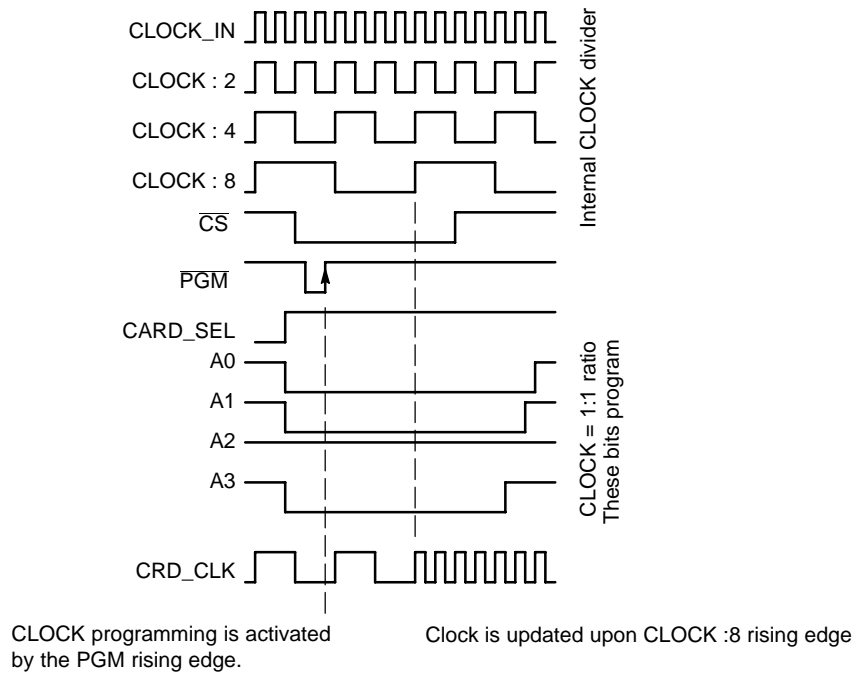 CLOCK_IN
CLOCK : 2
CLOCK : 4
CLOCK : 8
CS
PGM
CARD_SEL
A0
A1
A2
A3
CRD_CLK
Internal CLOCK divider
CLOCK = 1:1 ratio
These bits program
CLOCK programming is activated
by the PGM rising edge.
Clock is updated upon CLOCK :8 rising edge